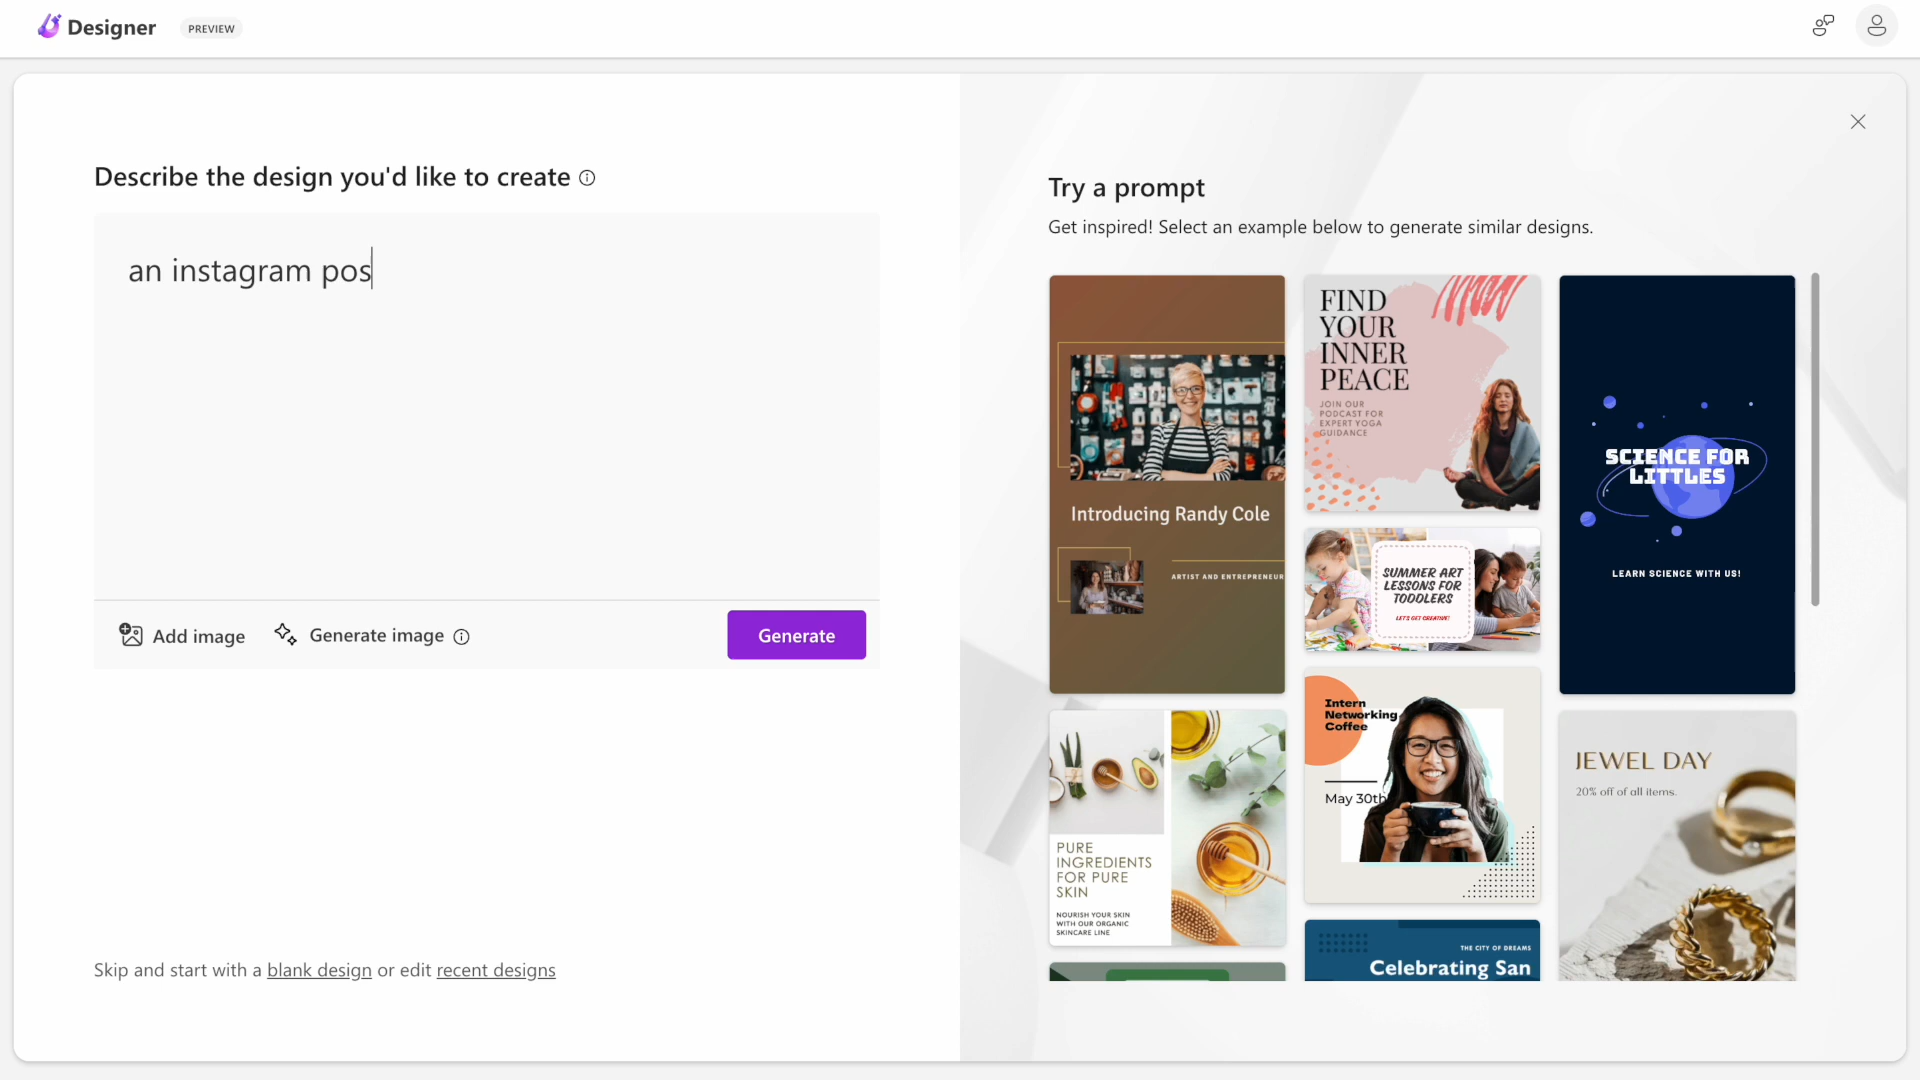 Designer
PREVIEW
Describe the design you'd like to create
an instagram pos
Add image
Generate image
Generate
Skip and start with a blank design or edit recent designs
Try a prompt
Get inspired! Select an example below to generate similar designs.
Introducing Randy Cole
ARTIST AND ENTREPRENEUR
PURE
INGREDIENTS
FOR PURE
SKIN
NOURISH YOUR SKIN
WITH OUR ORGANIC
SKINCARE LINE
FIND
YOUR
INNER
PEACE
JOIN OUR
PODCAST FOR
EXPERT YOGA
GUIDANCE
SUMMER ART
LESSONS FOR
TODDLERS
LET'S GET CREATIVE!
Intern
Networking
Coffee
May 30th
THE CITY OF DREAMS
Celebrating San
SCIENCE FOR
LITTLES
LEARN SCIENCE WITH US!
JEWEL DAY
20% off of all items.